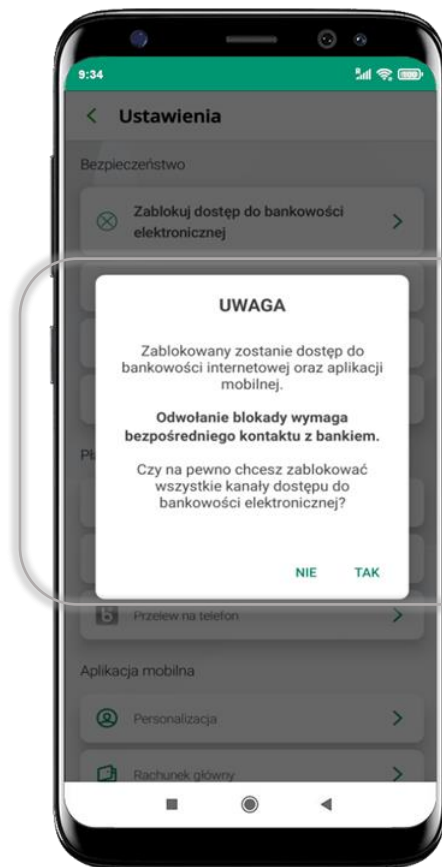 9:34
Ustawienia
Bezpieczeństwo
Zablokuj dostęp do bankowości
elektronicznej
UWAGA
Zablokowany zostanie dostęp do
bankowości internetowej oraz aplikacji
mobilnej.
Odwołanie blokady wymaga
bezpośredniego kontaktu z bankiem.
Czy na pewno chcesz zablokować
wszystkie kanały dostępu do
bankowości elektronicznej?
NIE TAK
Przelew na telefon
Aplikacja mobilna
Personalizacja
Rachunek główny